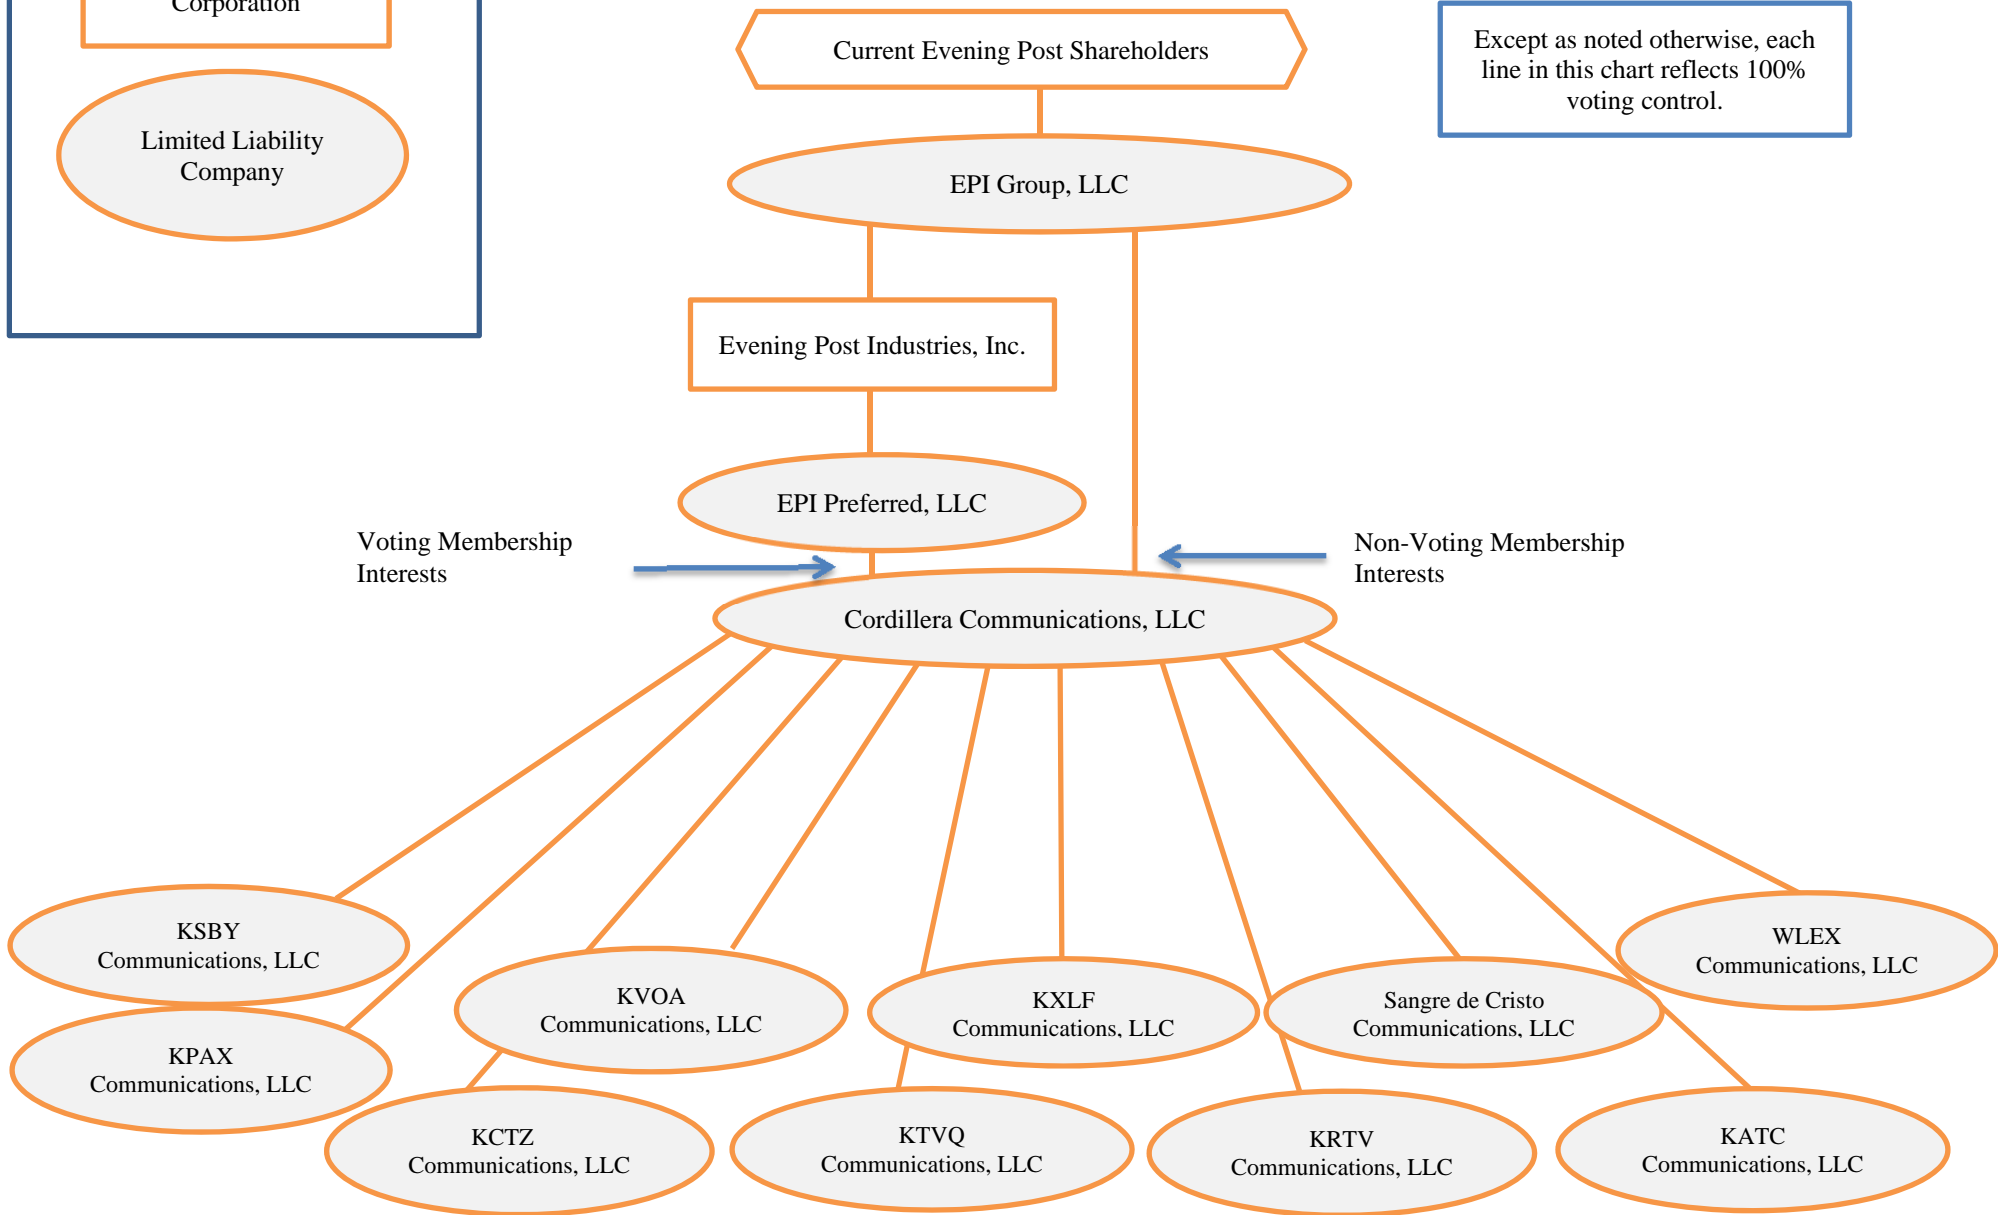 Corporation
Limited Liability
Company
Current Evening Post Shareholders
Except as noted otherwise, each
line in this chart reflects 100%
voting control.
EPI Group, LLC
Evening Post Industries, Inc.
EPI Preferred, LLC
Voting Membership
Interests
Non-Voting Membership
Interests
Cordillera Communications, LLC
KSBY
Communications, LLC
KPAX
Communications, LLC
KVOA
Communications, LLC
KCTZ
Communications, LLC
KXLF
Communications, LLC
KTVQ
Communications, LLC
Sangre de Cristo
Communications, LLC
KRTV
Communications, LLC
WLEX
Communications, LLC
KATC
Communications, LLC